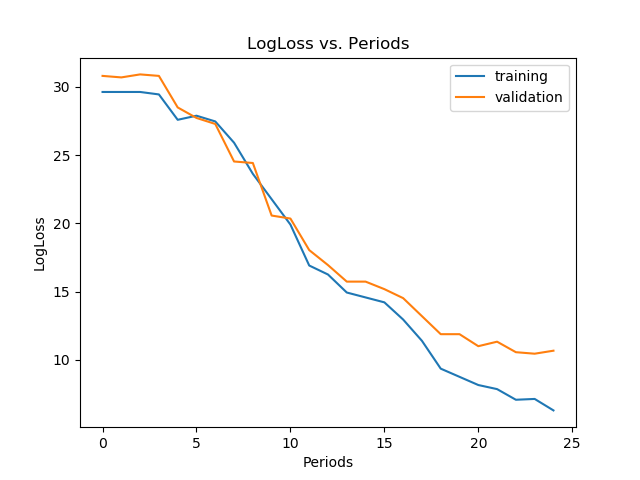 LogLoss vs. Periods
training
validation
LogLoss
30
25
20
15
10
0 5 10 15 20 25
Periods